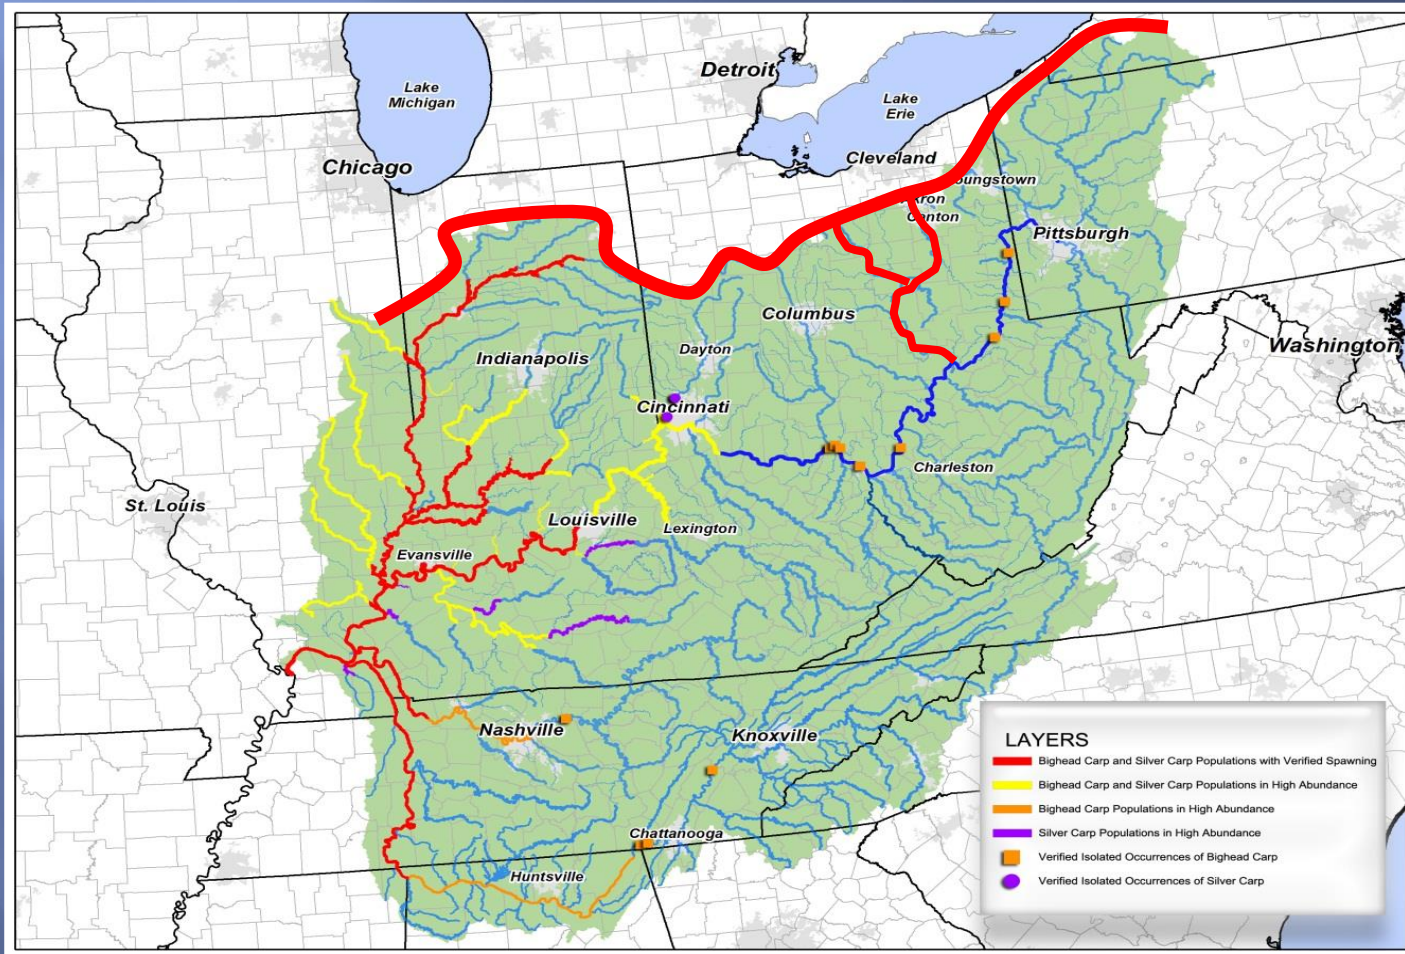 Detroit
Lake
Michigan
Lake
Erie
Cleveland
Chicago
oungstown
kron
Canton
Pittsburgh
Columbus
Washington
Indianapolis
Dayton
Cincinnati
Charleston
St. Louis
Louisville
Lexington
Evansville
Nashville
Knoxville
Chattanooga
Huntsville
LAYERS
Bighead Carp and Silver Carp Populations with Verified Spawning
Bighead Carp and Silver Carp Populations in High Abundance
Bighead Carp Populations in High Abundance
Silver Carp Populations in High Abundance
Verified Isolated Occurrences of Bighead Carp
Verified Isolated Occurrences of Silver Carp